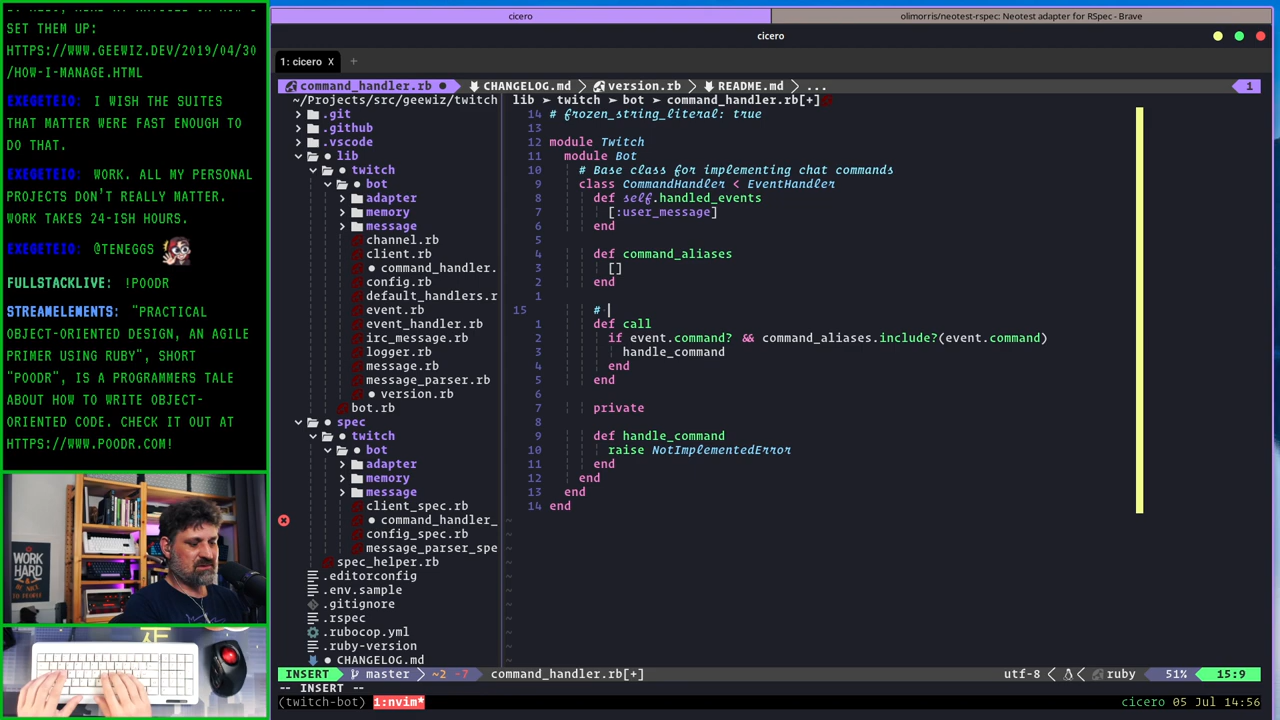 SET THEM UP:
HTTPS://WWW.GEEWIZ.DEV/2019/04/30
/HOW-I-MANAGE.HTML
EXEGETEIO: I WISH THE SUITES
THAT MATTER WERE FAST ENOUGH TO
DO THAT.
EXEGETEIO: WORK. ALL MY PERSONAL
PROJECTS DON'T REALLY MATTER.
WORK TAKES 24-ISH HOURS.
EXEGETEIO: @TENEGGS
FULLSTACKLIVE: !POODR
STREAMELEMENTS: "PRACTICAL
OBJECT-ORIENTED DESIGN, AN AGILE
PRIMER USING RUBY", SHORT
"POODR", IS A PROGRAMMERS TALE
ABOUT HOW TO WRITE OBJECT-
ORIENTED CODE. CHECK IT OUT AT
HTTPS://WWW.POODR.COM!
WORK
HARD
cicero
olimorris/neotest-rspec: Neotest adapter for RSpec - Brave
cicero
1: cicero X +
command_handler.rb ● CHANGELOG.md version.rb README.md ... 1
~/Projects/src/geewiz/twitch
.git
.github
.vscode
lib
twitch
bot
adapter
memory
message
channel.rb
client.rb
● command_handler.
config.rb
default_handlers.r
event.rb
event_handler.rb
irc_message.rb
logger.rb
message.rb
message_parser.rb
● version.rb
bot.rb
● spec
● twitch
● bot
adapter
memory
message
client_spec.rb
● command_handler_
config_spec.rb
message_parser_spe
spec_helper.rb
.editorconfig
.env.sample
.gitignore
.rspec
.rubocop.yml
.ruby-version
● CHANGELOG.md
lib ➤ twitch ➤ bot ➤ command_handler.rb[+]
14 # frozen_string_literal: true
13
12 module Twitch
11 module Bot
10 # Base class for implementing chat commands
9 class CommandHandler < EventHandler
8 def self.handled_events
7 [:user_message]
6 end
5
4 def command_aliases
3 []
2 end
1
15 #
1 def call
2 if event.command? && command_aliases.include?(event.command)
3 handle_command
4 end
5 end
6
7 private
8
9 def handle_command
10 raise NotImplementedError
11 end
12 end
13 end
14 end
INSERT master ~2 -7 command_handler.rb[+] utf-8 ruby 51% 15:9
-- INSERT --
(twitch-bot) 1:nvim* cicero 05 Jul 14:56